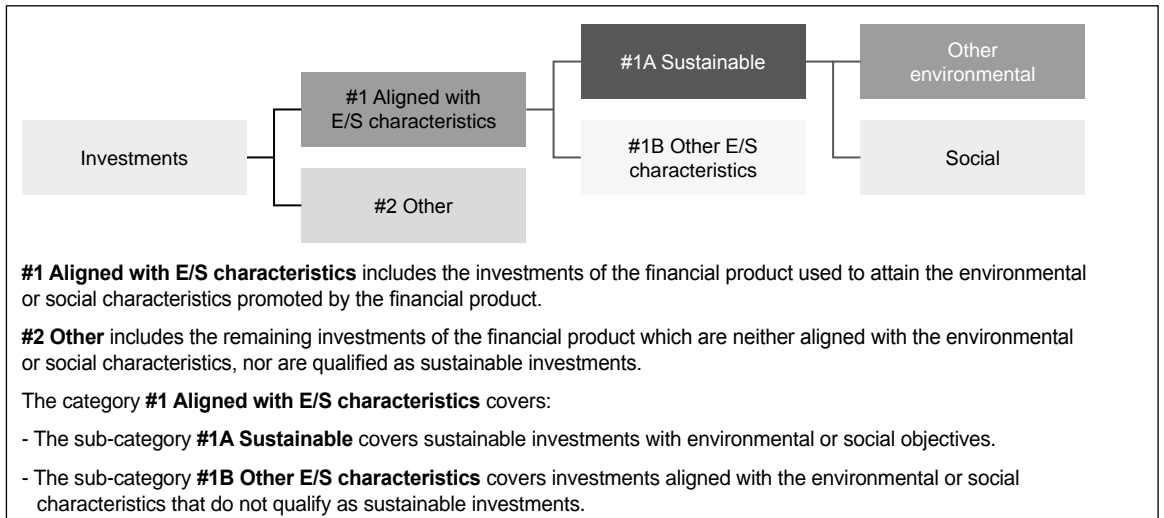 Investments
#1 Aligned with
E/S characteristics
#2 Other
#1A Sustainable
#1B Other E/S
characteristics
Other
environmental
Social
#1 Aligned with E/S characteristics includes the investments of the financial product used to attain the environmental
or social characteristics promoted by the financial product.
#2 Other includes the remaining investments of the financial product which are neither aligned with the environmental
or social characteristics, nor are qualified as sustainable investments.
The category #1 Aligned with E/S characteristics covers:
- The sub-category #1A Sustainable covers sustainable investments with environmental or social objectives.
- The sub-category #1B Other E/S characteristics covers investments aligned with the environmental or social
characteristics that do not qualify as sustainable investments.